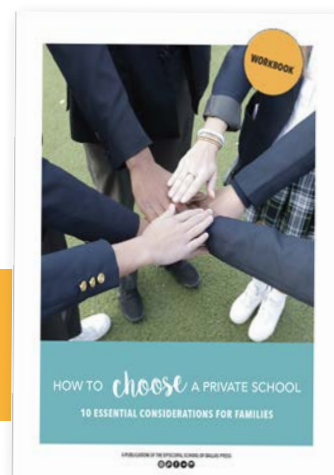 WORKBOOK
HOW TO choose A PRIVATE SCHOOL
10 ESSENTIAL CONSIDERATIONS FOR FAMILIES
A PUBLICATION OF THE EPISCOPAL SCHOOL OF DALLAS PRESS